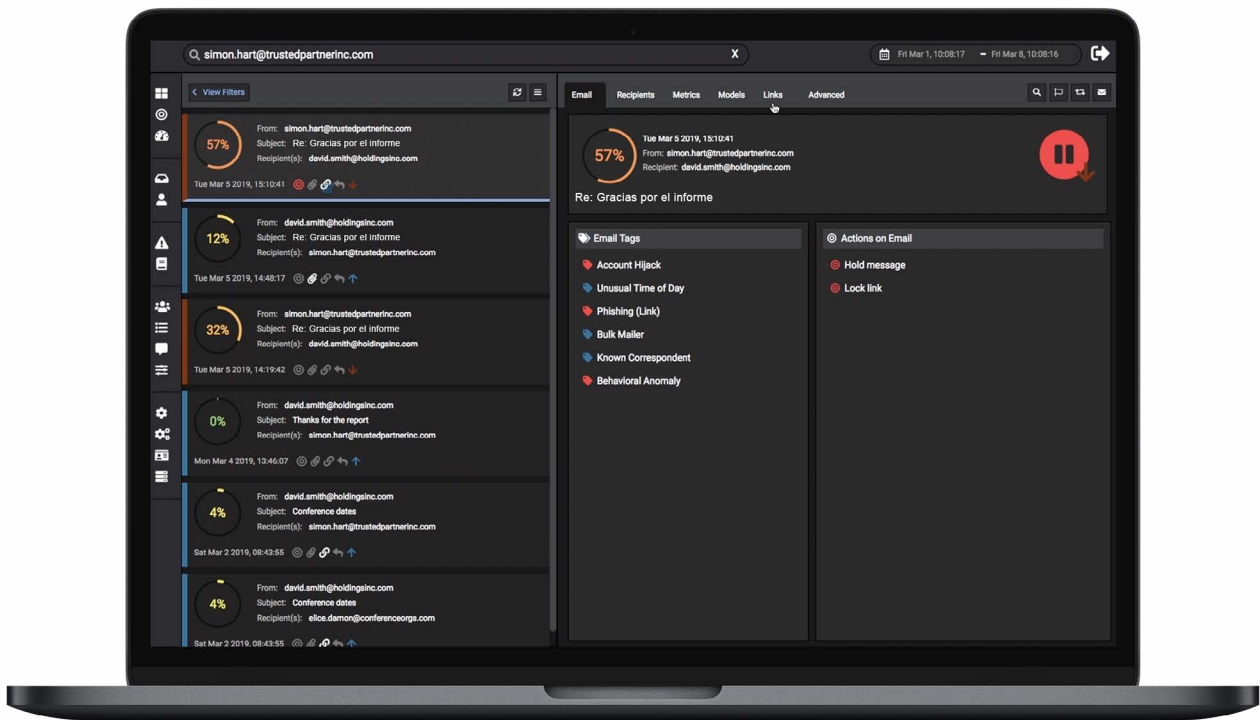 simon.hart@trustedpartnerinc.com X Fri Mar 1, 10:08:17 – Fri Mar 8, 10:08:16
< View Filters
57%
From: simon.hart@trustedpartnerinc.com
Subject: Re: Gracias por el informe
Recipient(s): david.smith@holdingsinc.com
Tue Mar 5 2019, 15:10:41
12%
From: david.smith@holdingsinc.com
Subject: Re: Gracias por el informe
Recipient(s): simon.hart@trustedpartnerinc.com
Tue Mar 5 2019, 14:48:17
32%
From: simon.hart@trustedpartnerinc.com
Subject: Re: Gracias por el informe
Recipient(s): david.smith@holdingsinc.com
Tue Mar 5 2019, 14:19:42
0%
From: david.smith@holdingsinc.com
Subject: Thanks for the report
Recipient(s): simon.hart@trustedpartnerinc.com
Mon Mar 4 2019, 13:46:07
4%
From: david.smith@holdingsinc.com
Subject: Conference dates
Recipient(s): simon.hart@trustedpartnerinc.com
Sat Mar 2 2019, 08:43:55
4%
From: david.smith@holdingsinc.com
Subject: Conference dates
Recipient(s): elice.damon@conferenceorgs.com
Sat Mar 2 2019, 08:43:55
Email Recipients Metrics Models Links Advanced
57%
Tue Mar 5 2019, 15:10:41
From: simon.hart@trustedpartnerinc.com
Recipient: david.smith@holdingsinc.com
Re: Gracias por el informe
Email Tags
Account Hijack
Unusual Time of Day
Phishing (Link)
Bulk Mailer
Known Correspondent
Behavioral Anomaly
Actions on Email
Hold message
Lock link